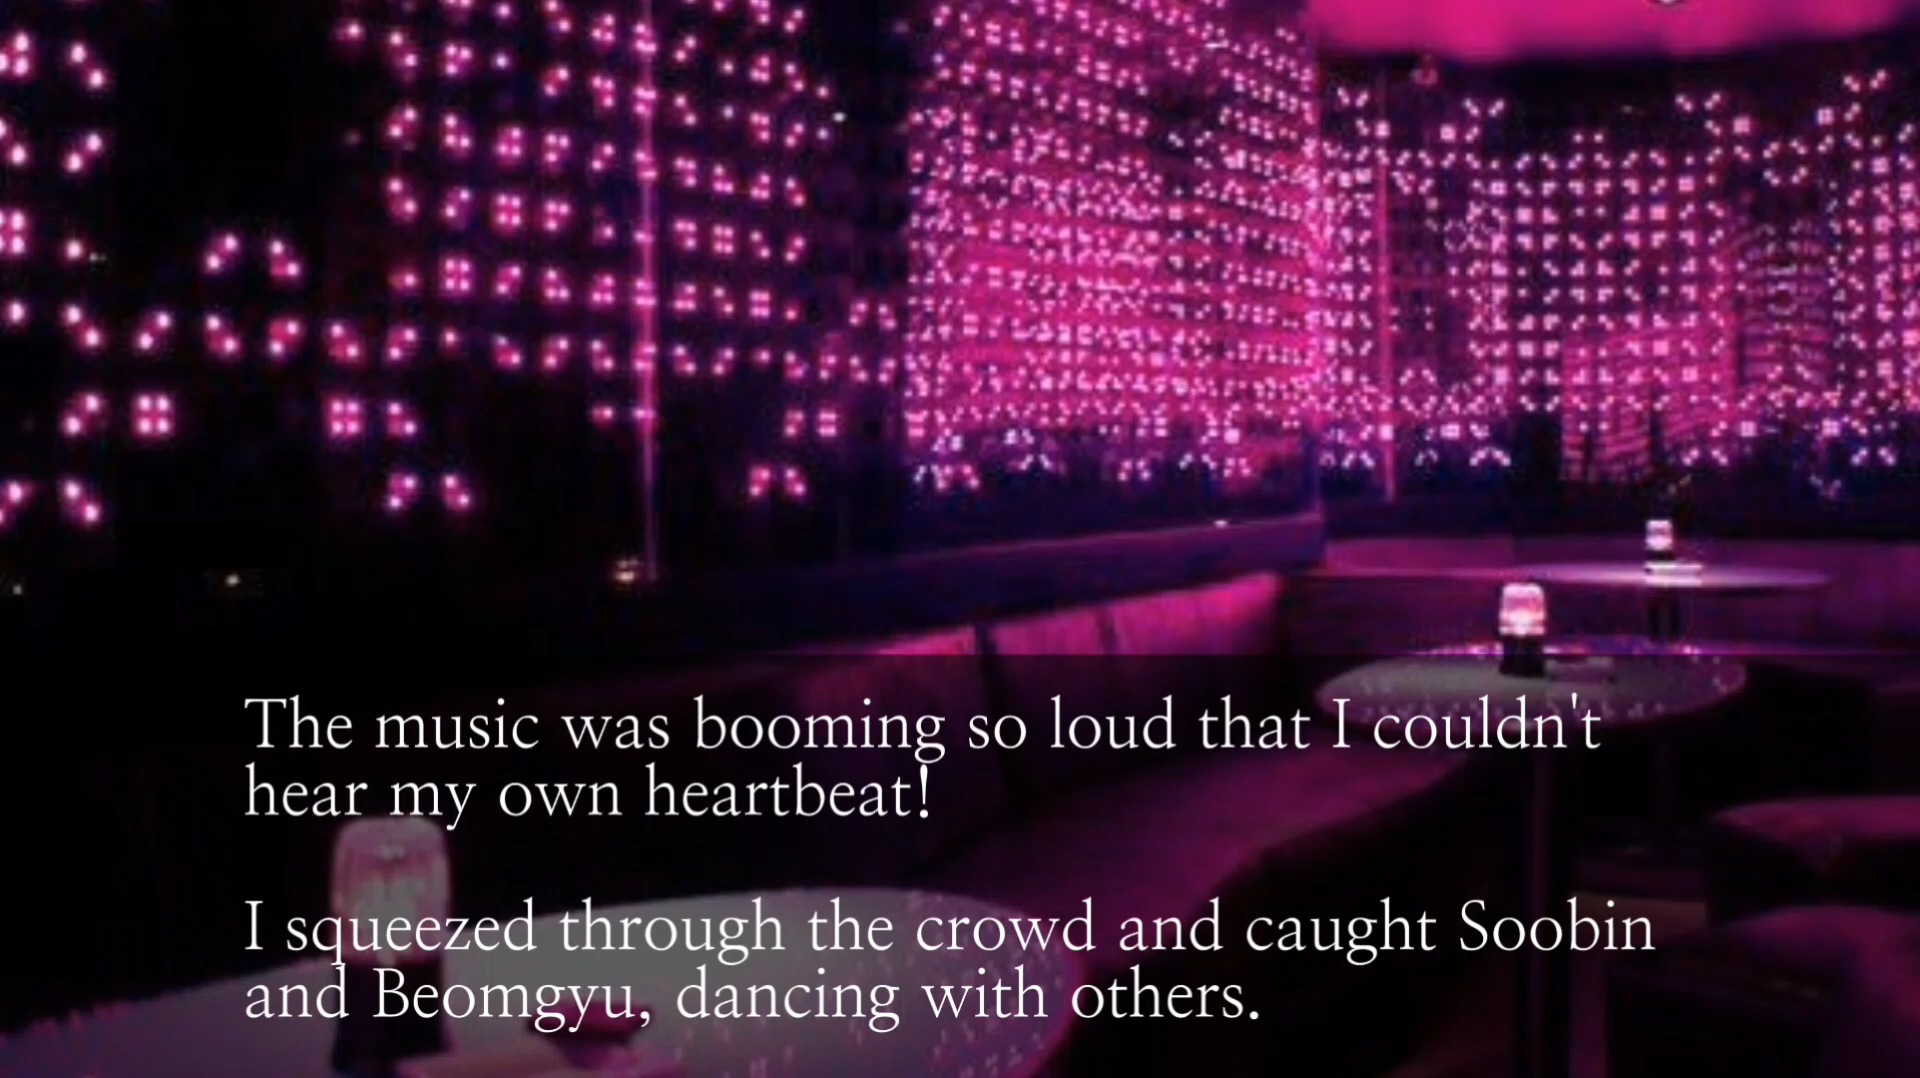 The music was booming so loud that I couldn't
hear my own heartbeat!
I squeezed through the crowd and caught Soobin
and Beomgyu, dancing with others.